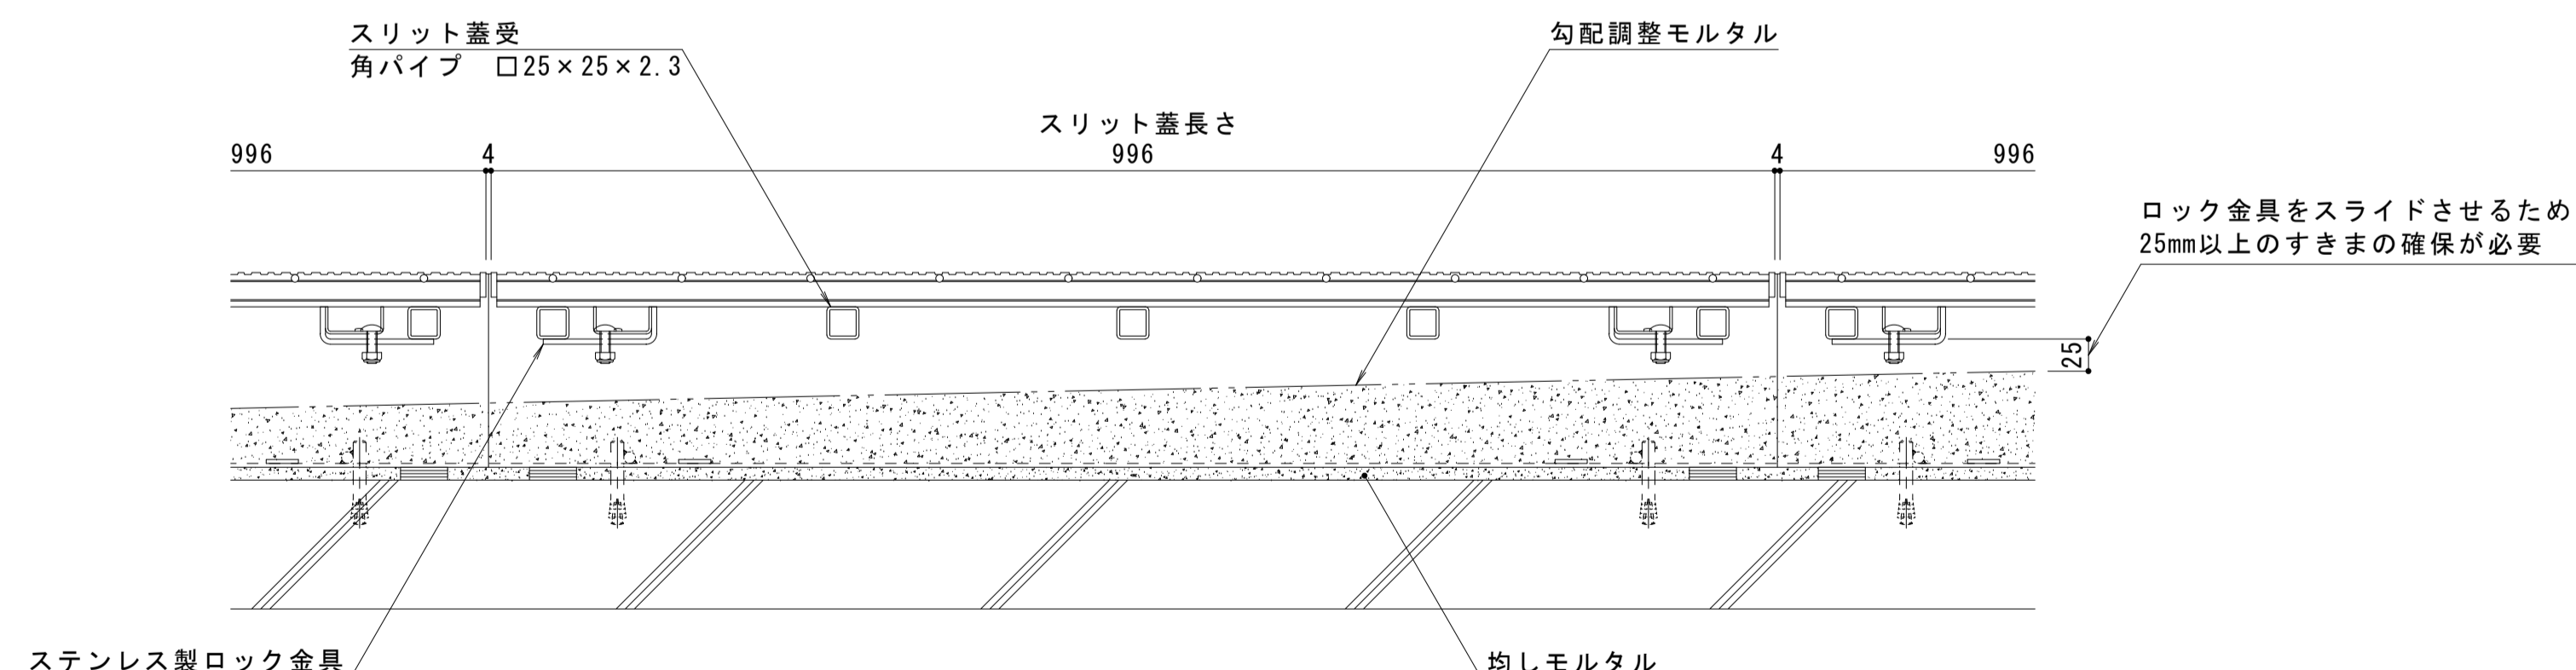 スリット蓋受
角パイプ　□25×25×2.3
勾配調整モルタル
スリット蓋長さ
996 4 996 4 996
ロック金具をスライドさせるため
25mm以上のすきまの確保が必要
25
ステンレス製ロック金具
均しモルタル